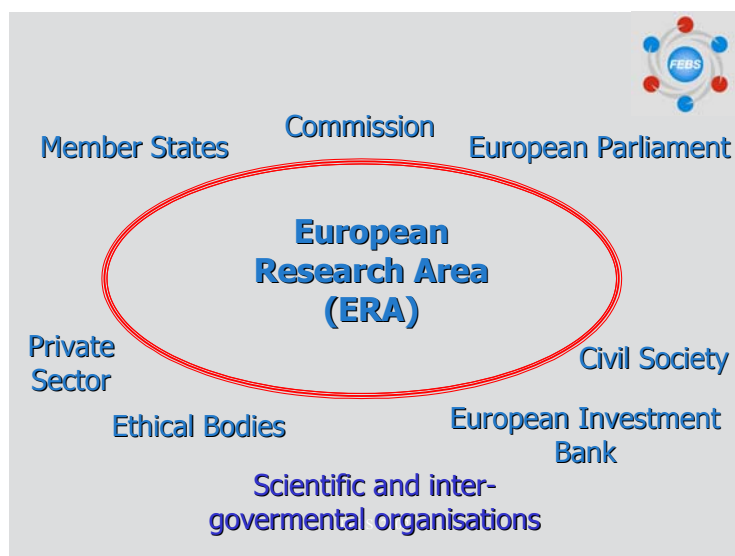 FEBS
Commission
Member States
European Parliament
European
Research Area
(ERA)
Private
Sector
Civil Society
Ethical Bodies
European Investment
Bank
Scientific and inter-
govermental organisations